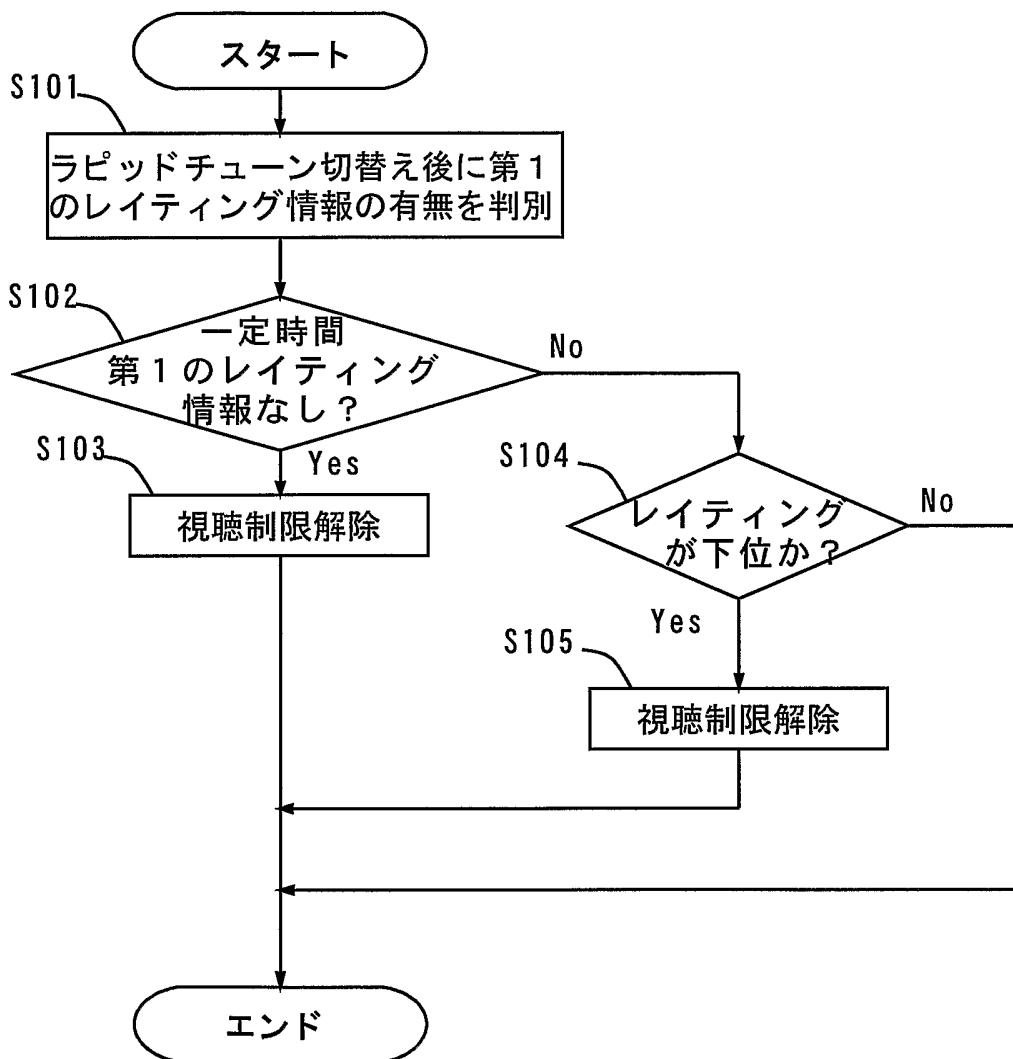 スタート
S101
ラピッドチューン切替え後に第１
のレイティング情報の有無を判別
S102
一定時間
第１のレイティング
情報なし？
No
S103
Yes
視聴制限解除
S104
レイティング
が下位か？
No
Yes
S105
視聴制限解除
エンド